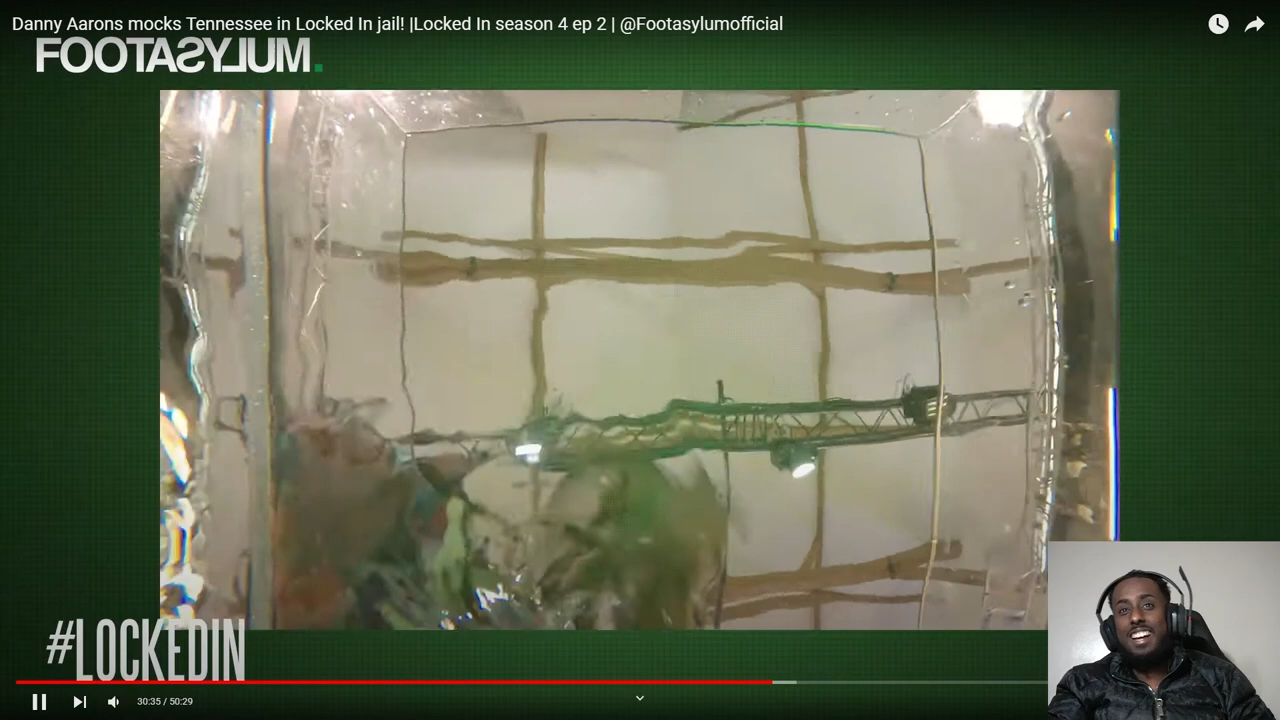 Danny Aarons mocks Tennessee in Locked In jail! |Locked In season 4 ep 2 | @Footasylumofficial
FOOTASYLUM.
#LOCKEDIN
30:35 / 50:29